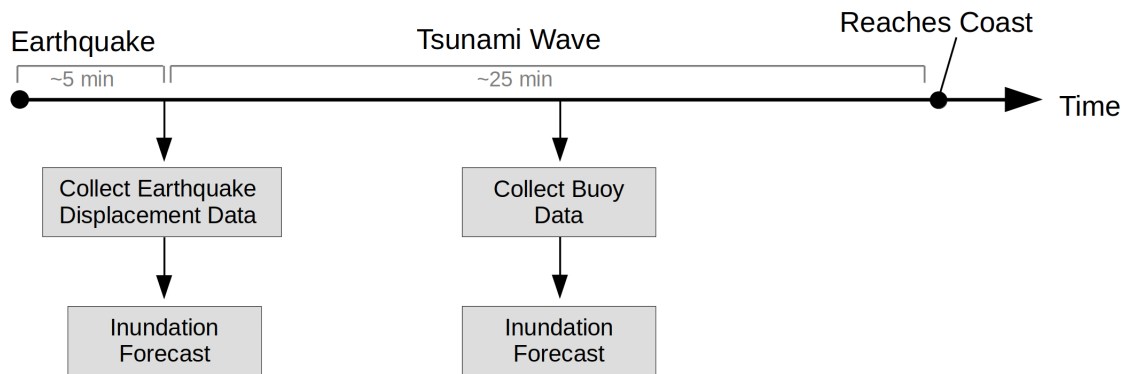 Earthquake
Tsunami Wave
Reaches Coast
~5 min
~25 min
Time
Collect Earthquake
Displacement Data
Collect Buoy
Data
Inundation
Forecast
Inundation
Forecast